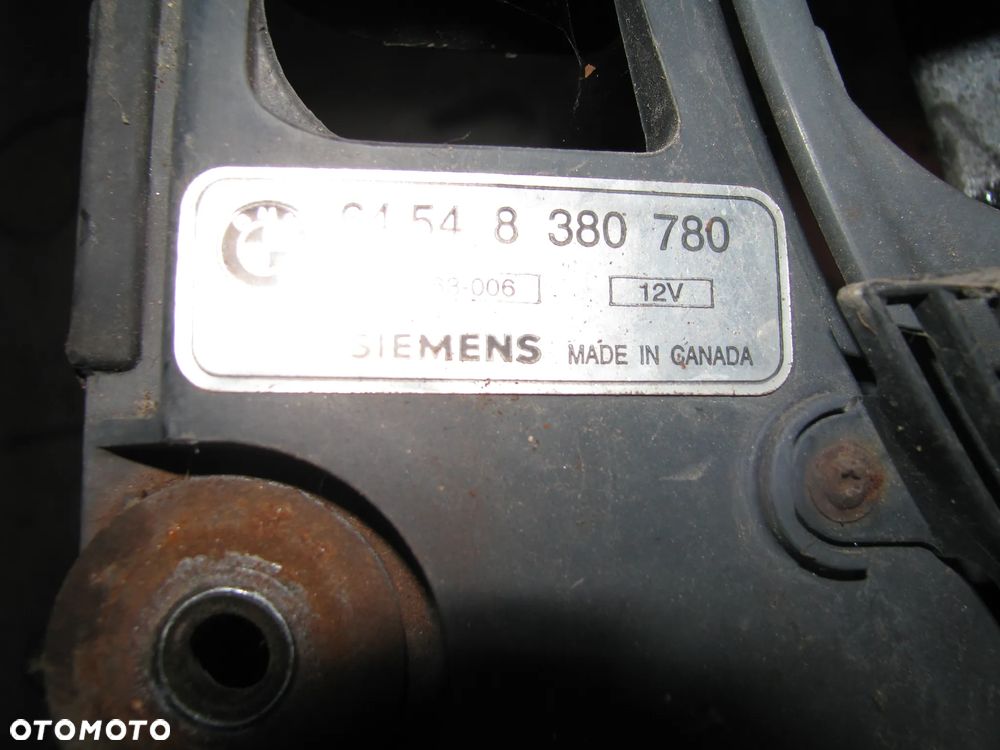 64 54 8 380 780
12V
SIEMENS MADE IN CANADA
OTOMOTO